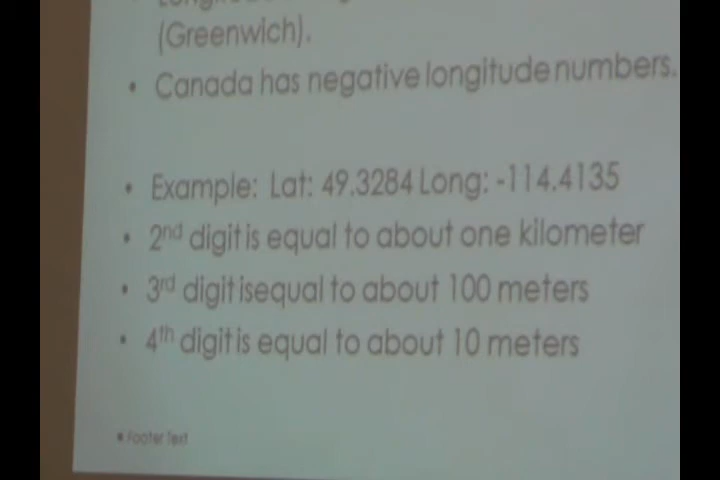 (Greenwich).
• Canada has negative longitude numbers.
• Example: Lat: 49.3284 Long: -114.4135
• 2nd digit is equal to about one kilometer
• 3rd digit isequal to about 100 meters
• 4th digit is equal to about 10 meters
• Footer Text